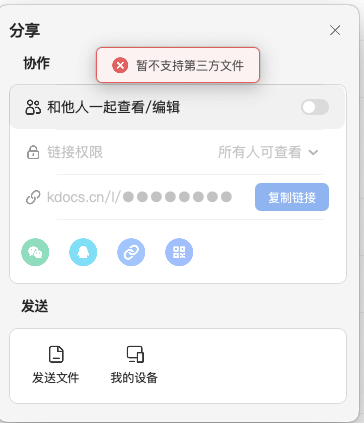 分享
协作
暂不支持第三方文件
和他人一起查看/编辑
链接权限
所有人可查看
kdocs.cn/l/●●●●●●●●
复制链接
发送
发送文件
我的设备